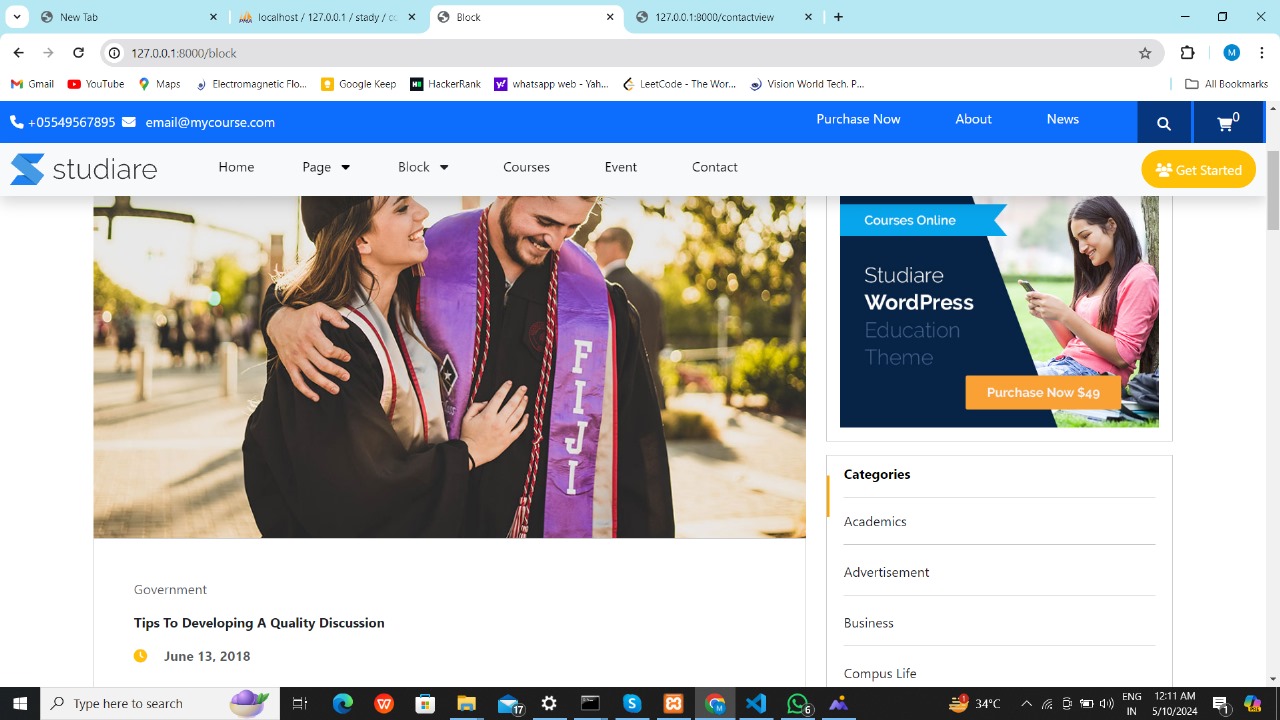 New Tab
localhost / 127.0.0.1 / stady / co
Block
127.0.0.1:8000/contactview
127.0.0.1:8000/block
M
Gmail
YouTube
Maps
Electromagnetic Flo...
Google Keep
HackerRank
whatsapp web - Yah...
LeetCode - The Wor...
Vision World Tech. P...
All Bookmarks
+05549567895 email@mycourse.com
Purchase Now About News
0
studiare
Home Page Block Courses Event Contact
Get Started
FIJI
Government
Tips To Developing A Quality Discussion
June 13, 2018
Courses Online
Studiare
WordPress
Education
Theme
Purchase Now $49
Categories
Academics
Advertisement
Business
Compus Life
Type here to search
17
M
6
1
34°C
ENG
IN
12:11 AM
5/10/2024
1